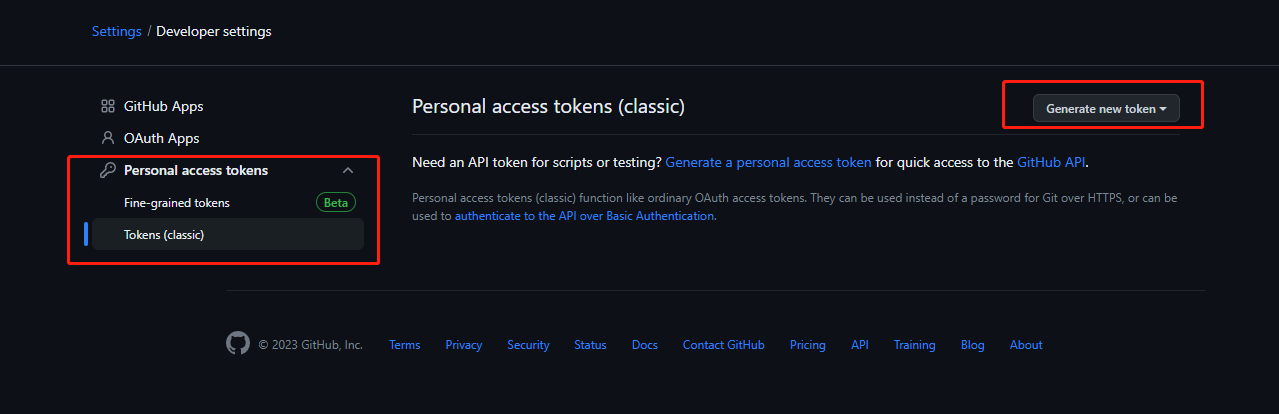 Settings / Developer settings
GitHub Apps
OAuth Apps
Personal access tokens
Fine-grained tokens Beta
Tokens (classic)
Personal access tokens (classic)
Generate new token
Need an API token for scripts or testing? Generate a personal access token for quick access to the GitHub API.
Personal access tokens (classic) function like ordinary OAuth access tokens. They can be used instead of a password for Git over HTTPS, or can be
used to authenticate to the API over Basic Authentication.
© 2023 GitHub, Inc. Terms Privacy Security Status Docs Contact GitHub Pricing API Training Blog About